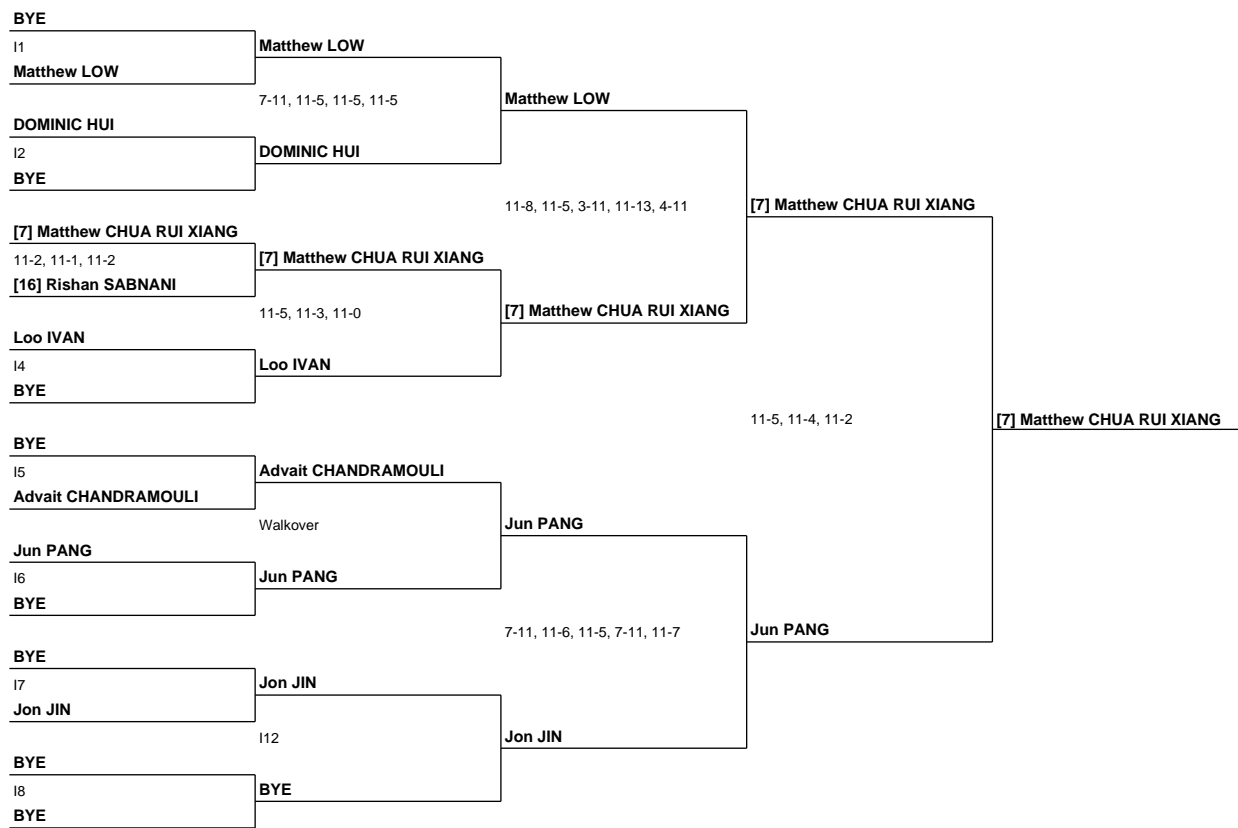 BYE
I1
Matthew LOW
Matthew LOW
7-11, 11-5, 11-5, 11-5
Matthew LOW
DOMINIC HUI
I2
DOMINIC HUI
BYE
11-8, 11-5, 3-11, 11-13, 4-11
[7] Matthew CHUA RUI XIANG
[7] Matthew CHUA RUI XIANG
11-2, 11-1, 11-2
[7] Matthew CHUA RUI XIANG
[16] Rishan SABNANI
11-5, 11-3, 11-0
[7] Matthew CHUA RUI XIANG
Loo IVAN
I4
Loo IVAN
BYE
11-5, 11-4, 11-2
[7] Matthew CHUA RUI XIANG
BYE
I5
Advait CHANDRAMOULI
Advait CHANDRAMOULI
Walkover
Jun PANG
Jun PANG
I6
Jun PANG
BYE
7-11, 11-6, 11-5, 7-11, 11-7
Jun PANG
BYE
I7
Jon JIN
Jon JIN
I12
Jon JIN
BYE
I8
BYE
BYE